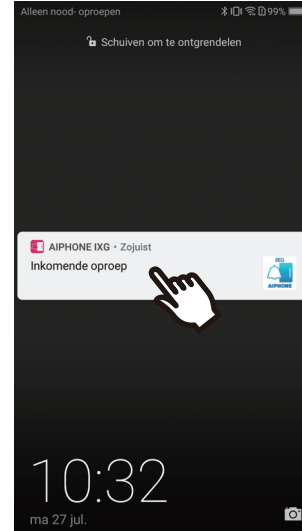 Alleen nood- oproepen 99%
Schuiven om te ontgrendelen
AIPHONE IXG • Zojuist
Inkomende oproep
IXG
AIPHONE
10:32
ma 27 jul.